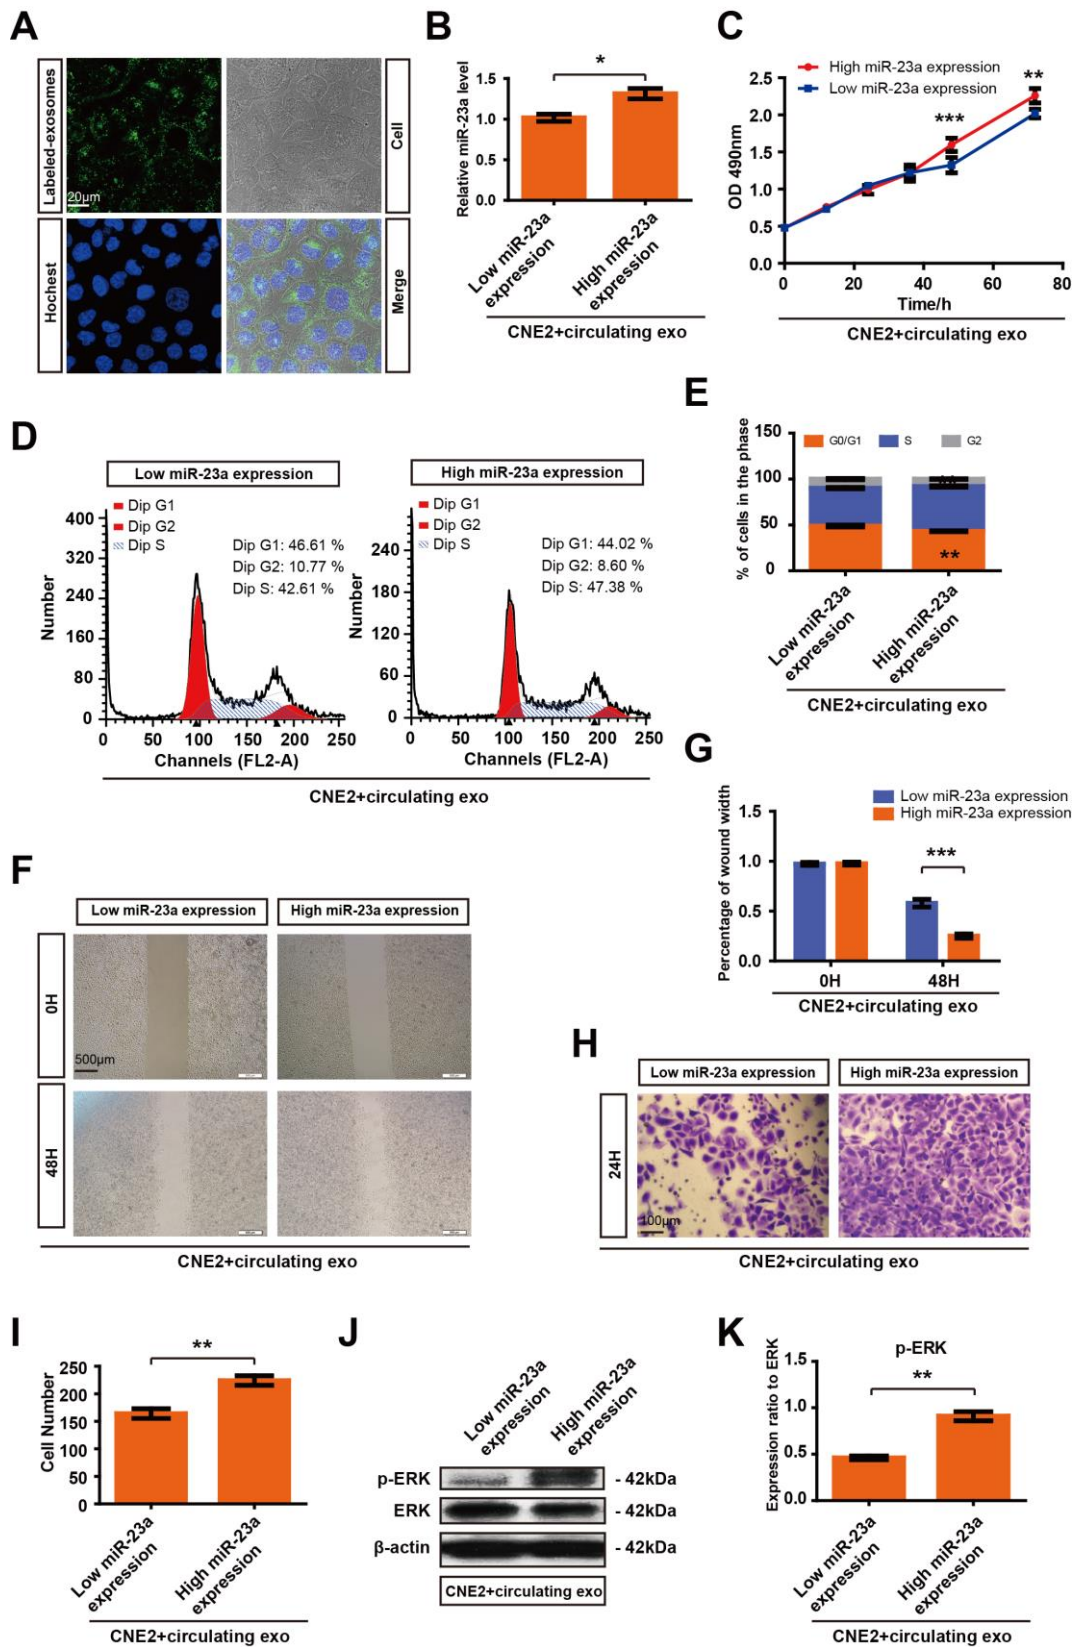 A
Labeled-exosomes
Cell
20μm
Hochest
Merge
B
Relative miR-23a level
1.5
1.0
0.5
0.0
*
Low miR-23a
expression
High miR-23a
expression
CNE2+circulating exo
C
High miR-23a expression
Low miR-23a expression
OD 490nm
2.5
2.0
1.5
1.0
0.5
0.0
***
**
0
20
40
60
80
Time/h
CNE2+circulating exo
D
Low miR-23a expression
Dip G1
Dip G2
Dip S
Dip G1: 46.61 %
Dip G2: 10.77 %
Dip S: 42.61 %
Number
400
320
240
160
80
0
0 50 100 150 200 250
Channels (FL2-A)
High miR-23a expression
Dip G1
Dip G2
Dip S
Dip G1: 44.02 %
Dip G2: 8.60 %
Dip S: 47.38 %
Number
240
180
120
60
0
0 50 100 150 200 250
Channels (FL2-A)
CNE2+circulating exo
E
% of cells in the phase
150
100
50
0
G0/G1
S
G2
**
Low miR-23a
expression
High miR-23a
expression
CNE2+circulating exo
F
Low miR-23a expression
High miR-23a expression
0H
500μm
48H
CNE2+circulating exo
G
Low miR-23a expression
High miR-23a expression
Percentage of wound width
1.5
1.0
0.5
0.0
***
0H
48H
CNE2+circulating exo
H
Low miR-23a expression
High miR-23a expression
24H
100μm
CNE2+circulating exo
I
Cell Number
250
200
150
100
50
0
**
Low miR-23a
expression
High miR-23a
expression
CNE2+circulating exo
J
Low miR-23a
expression
High miR-23a
expression
p-ERK
- 42kDa
ERK
- 42kDa
β-actin
- 42kDa
CNE2+circulating exo
K
p-ERK
Expression ratio to ERK
1.5
1.0
0.5
0.0
**
Low miR-23a
expression
High miR-23a
expression
CNE2+circulating exo